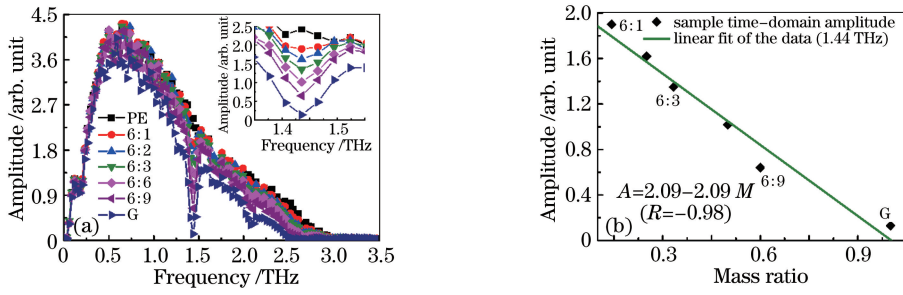 4.5
3.6
2.7
1.8
0.9
0
Amplitude /arb. unit
PE
6:1
6:2
6:3
6:6
6:9
G
(a)
0 0.5 1.0 1.5 2.0 2.5 3.0 3.5
Frequency /THz
2.5
2.0
1.5
1.0
0.5
0
Amplitude /arb. unit
1.4 1.5
Frequency /THz
2.0
1.6
1.2
0.8
0.4
0
Amplitude /arb. unit
6:1
sample time-domain amplitude
linear fit of the data (1.44 THz)
6:3
6:9
G
A=2.09-2.09 M
(R=-0.98)
(b)
0.3 0.6 0.9
Mass ratio